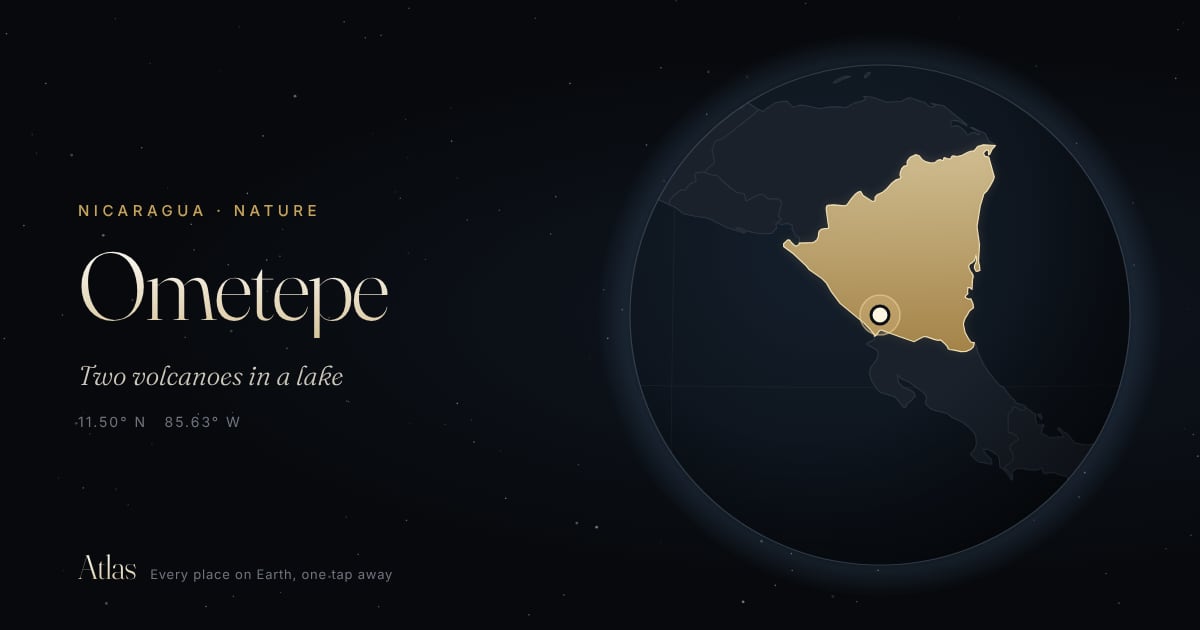 NICARAGUA · NATURE
Ometepe
Two volcanoes in a lake
11.50° N 85.63° W
Atlas Every place on Earth, one tap away